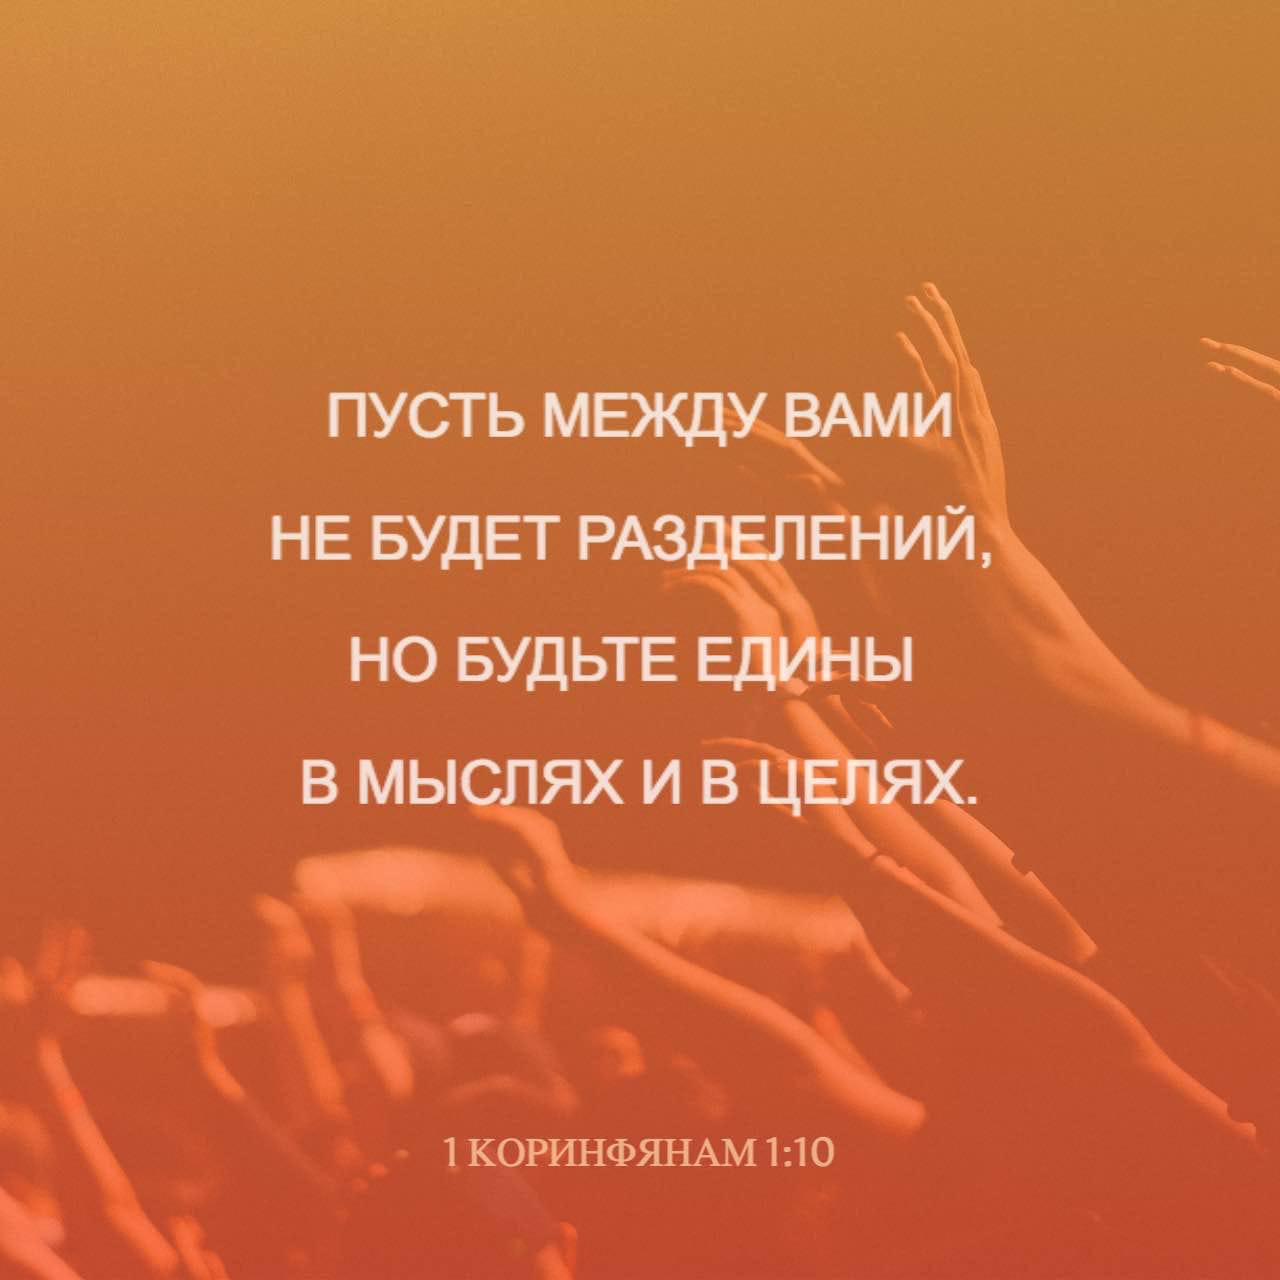 ПУСТЬ МЕЖДУ ВАМИ
НЕ БУДЕТ РАЗДЕЛЕНИЙ,
НО БУДЬТЕ ЕДИНЫ
В МЫСЛЯХ И В ЦЕЛЯХ.
1 КОРИНФЯНАМ 1:10